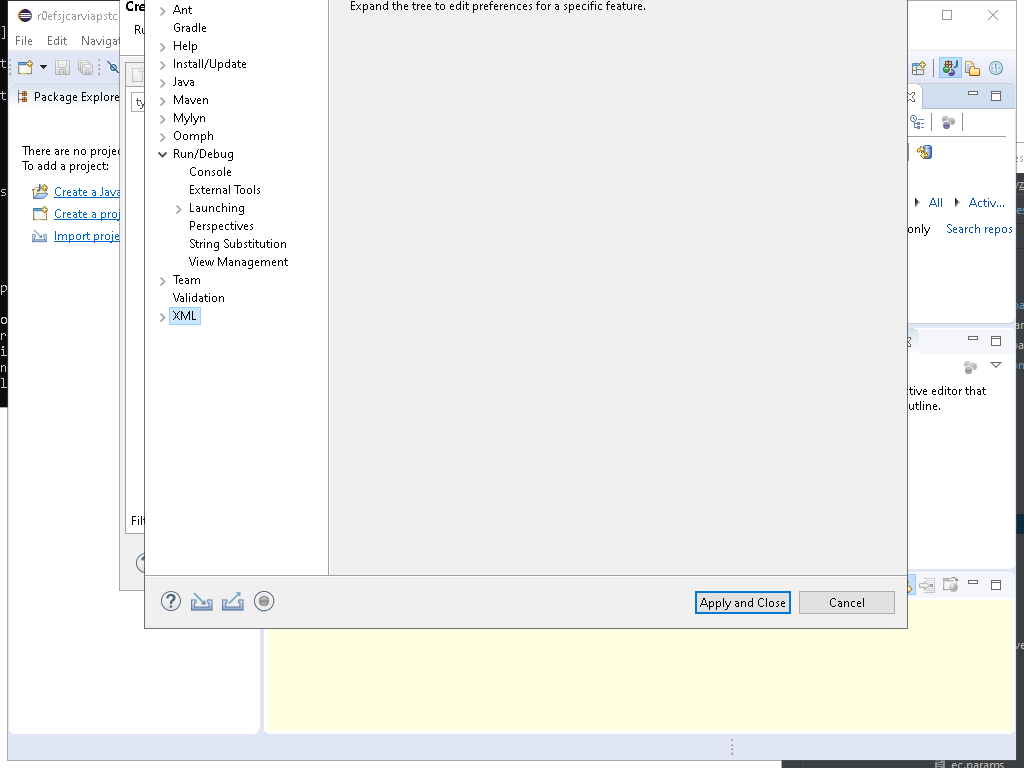 r0efsjcarviapstc
Cre
Expand the tree to edit preferences for a specific feature.
File Edit Navigat
Ru
Package Explore
ty
There are no projec
To add a project:
Create a Java
Create a proj
Import proje
Filt
Ant
Gradle
Help
Install/Update
Java
Maven
Mylyn
Oomph
Run/Debug
Console
External Tools
Launching
Perspectives
String Substitution
View Management
Team
Validation
XML
All
Activ...
only
Search repos
ctive editor that
utline.
Apply and Close
Cancel
ec.params